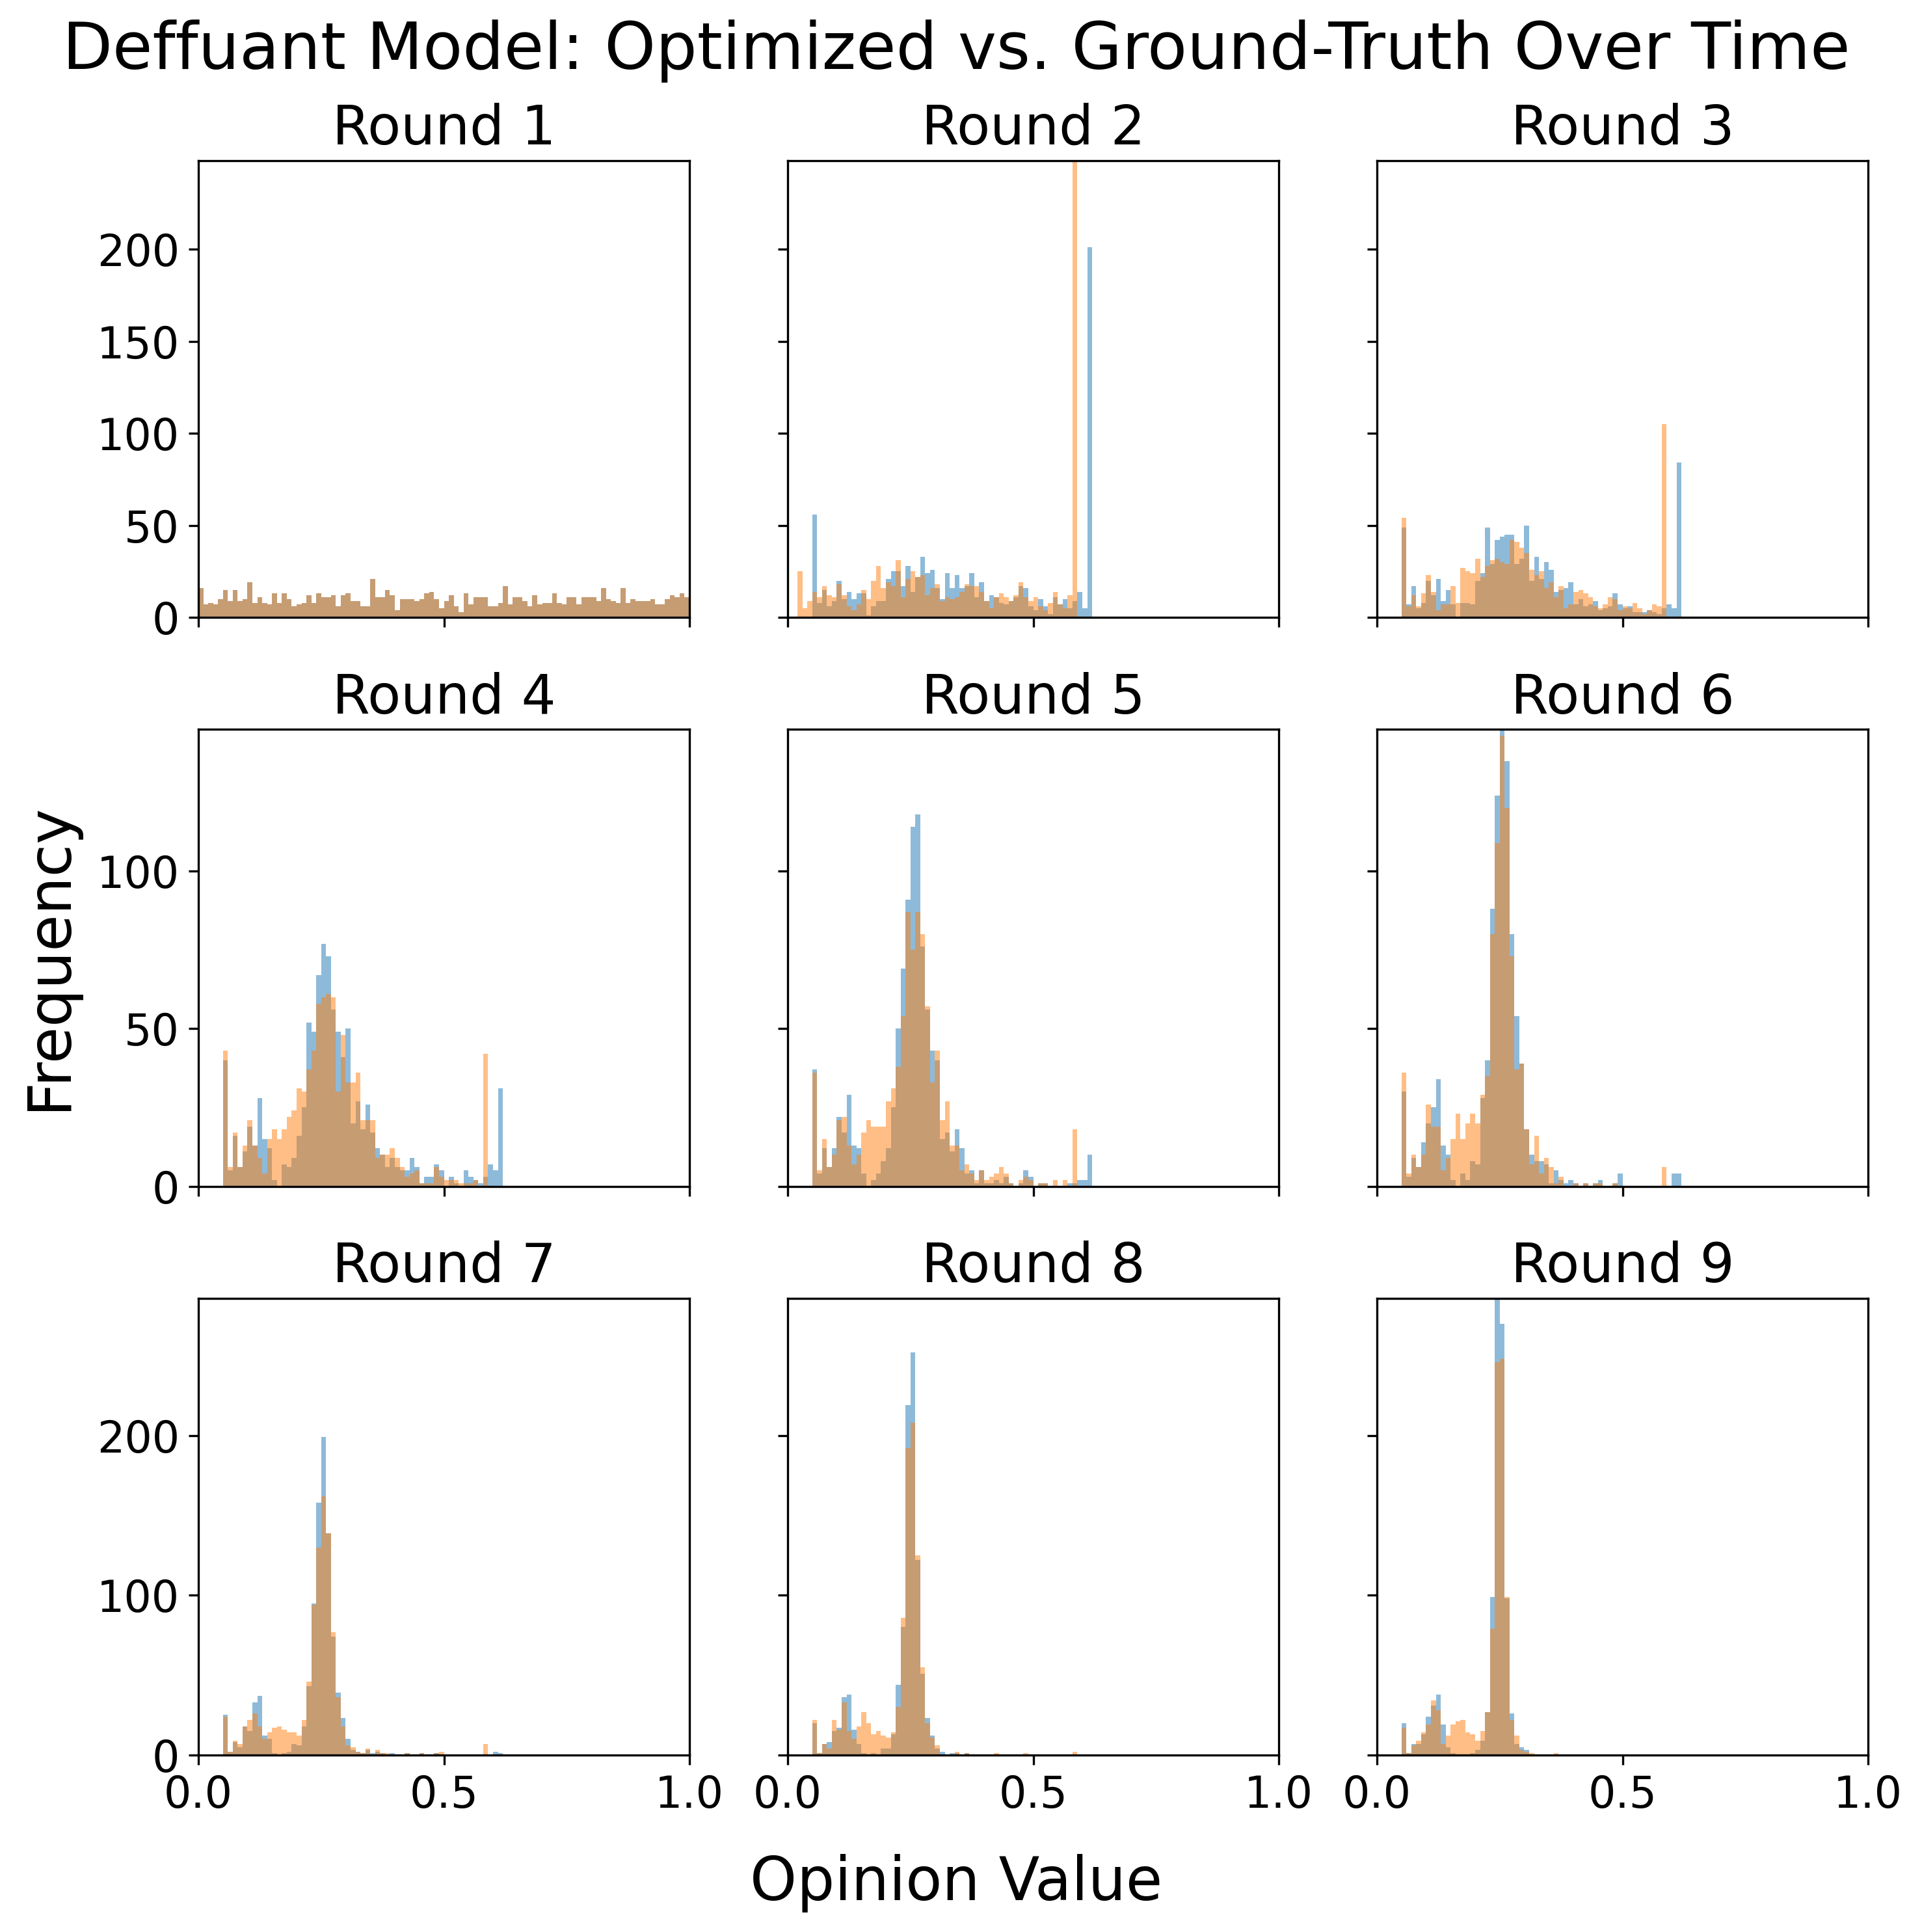 Deffuant Model: Optimized vs. Ground-Truth Over Time
Round 1
Round 2
Round 3
200
150
100
50
0
Round 4
Round 5
Round 6
100
50
0
Frequency
Round 7
Round 8
Round 9
200
100
0
0.0 0.5 1.0
0.0 0.5 1.0
0.0 0.5 1.0
Opinion Value